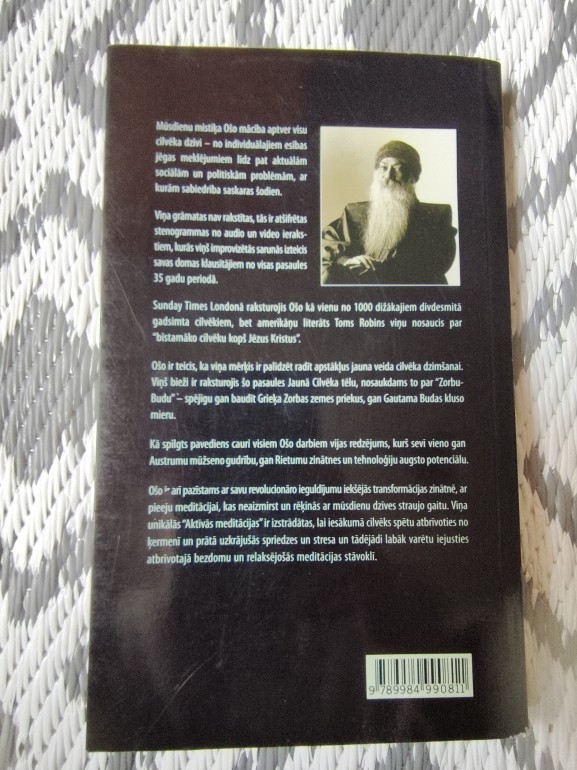 Mūsdienu mistiķa Ošo mācība aptver visu
cilvēka dzīvi – no individuālajiem esības
jēgas meklējumiem līdz pat aktuālām
sociālām un politiskām problēmām, ar
kurām sabiedrība saskaras šodien.
Viņa grāmatas nav rakstītas, tās ir atšifrētas
stenogrammas no audio un video ierak-
stiem, kurās viņš improvizētās sarunās izteicis
savas domas klausītājiem no visas pasaules
35 gadu periodā.
Sunday Times Londonā raksturojis Ošo kā vienu no 1000 dižākajiem divdesmitā
gadsimta cilvēkiem, bet amerikāņu literāts Toms Robins viņu nosaucis par
“bīstamāko cilvēku kopš Jēzus Kristus”.
Ošo ir teicis, ka viņa mērķis ir palīdzēt radīt apstākļus jauna veida cilvēka dzimšanai.
Viņš bieži ir raksturojis šo pasaules Jaunā Cilvēka tēlu, nosaukdams to par “Zorbu-
Budu” – spējīgu gan baudīt Grieķa Zorbas zemes priekus, gan Gautama Budas kluso
mieru.
Kā spilgts pavediens cauri visiem Ošo darbiem vijas redzējums, kurš sevī vieno gan
Austrumu mūžseno gudrību, gan Rietumu zinātnes un tehnoloģiju augsto potenciālu.
Ošo ir arī pazīstams ar savu revolucionāro ieguldījumu iekšējās transformācijas zinātnē, ar
pieeju meditācijai, kas neaizmirst un rēķinās ar mūsdienu dzīves straujo gaitu. Viņa
unikālās “Aktīvās meditācijas” ir izstrādātas, lai iesākumā cilvēks spētu atbrīvoties no
ķermenī un prātā uzkrājušās spriedzes un stresa un tādējādi labāk varētu iejusties
atbrīvotajā bezdomu un relaksējošās meditācijas stāvoklī.
9 789984 990811